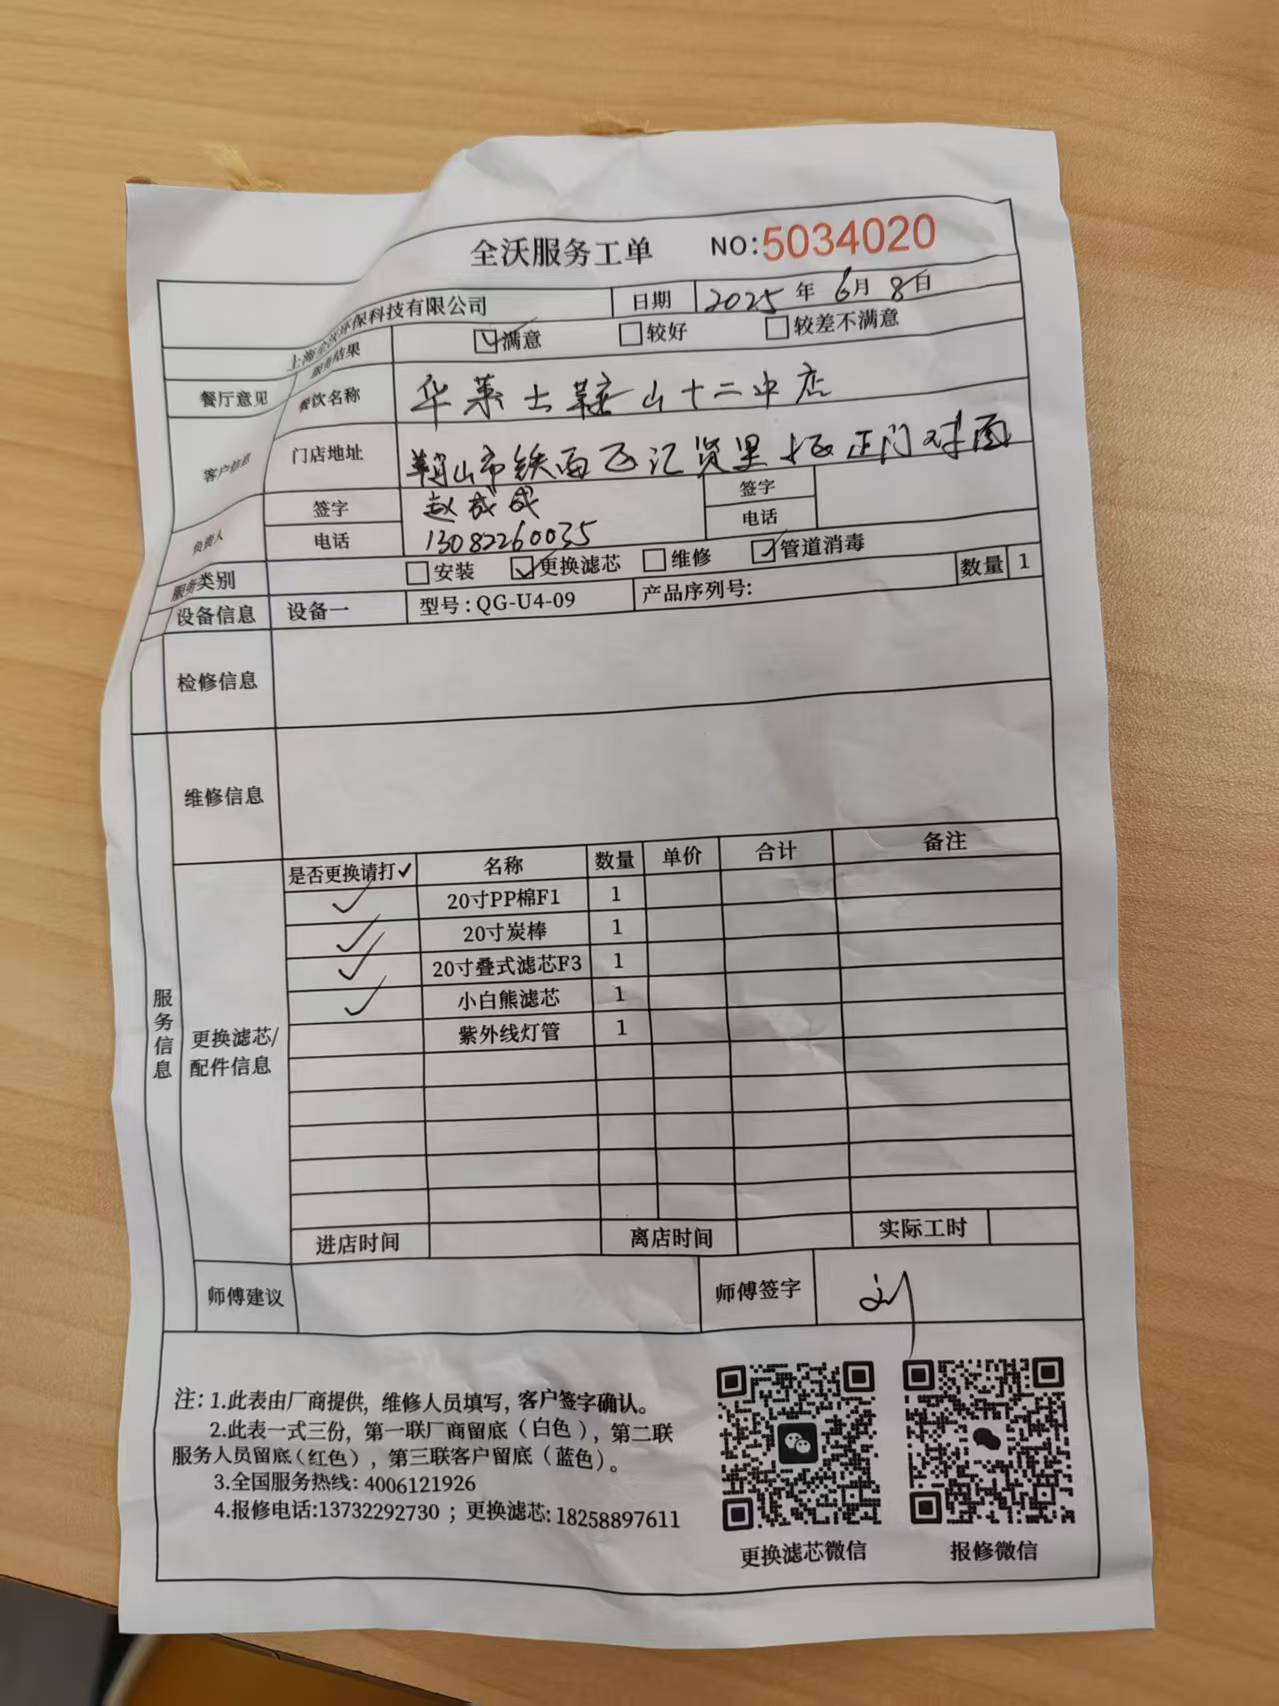 全沃服务工单 NO:5034020
上海全沃环保科技有限公司 日期 2025年6月8日
服务结果 ☑满意 □较好 □较差不满意
餐厅意见
餐饮名称 华莱士鞍山十二中店
客户信息
门店地址 鞍山市铁西区汇贤里 正门对面
签字 赵成成 签字
负责人
电话 13082260035 电话
服务类别 □安装 ☑更换滤芯 □维修 ☑管道消毒
设备信息 设备一 型号:QG-U4-09 产品序列号: 数量 1
检修信息
维修信息
服务信息
更换滤芯/配件信息
是否更换请打✓ 名称 数量 单价 合计 备注
✓ 20寸PP棉F1 1
✓ 20寸炭棒 1
✓ 20寸叠式滤芯F3 1
✓ 小白熊滤芯 1
紫外线灯管 1
进店时间 离店时间 实际工时
师傅建议 师傅签字 刘
注: 1.此表由厂商提供, 维修人员填写, 客户签字确认。
2.此表一式三份, 第一联厂商留底(白色), 第二联
服务人员留底(红色), 第三联客户留底(蓝色)。
3.全国服务热线: 4006121926
4.报修电话:13732292730 ; 更换滤芯: 18258897611
更换滤芯微信 报修微信